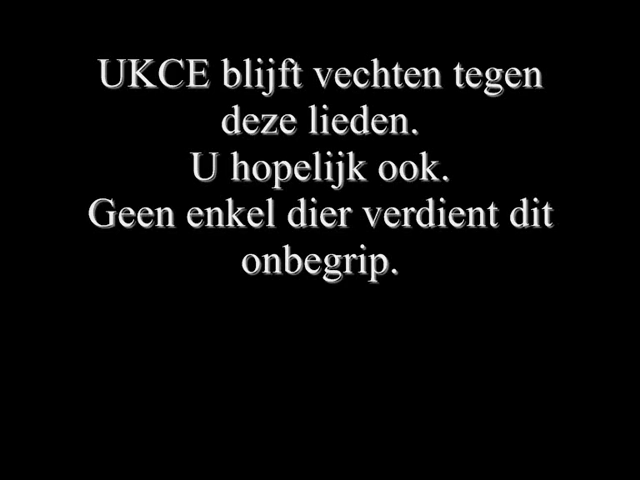 UKCE blijft vechten tegen
deze lieden.
U hopelijk ook.
Geen enkel dier verdient dit
onbegrip.